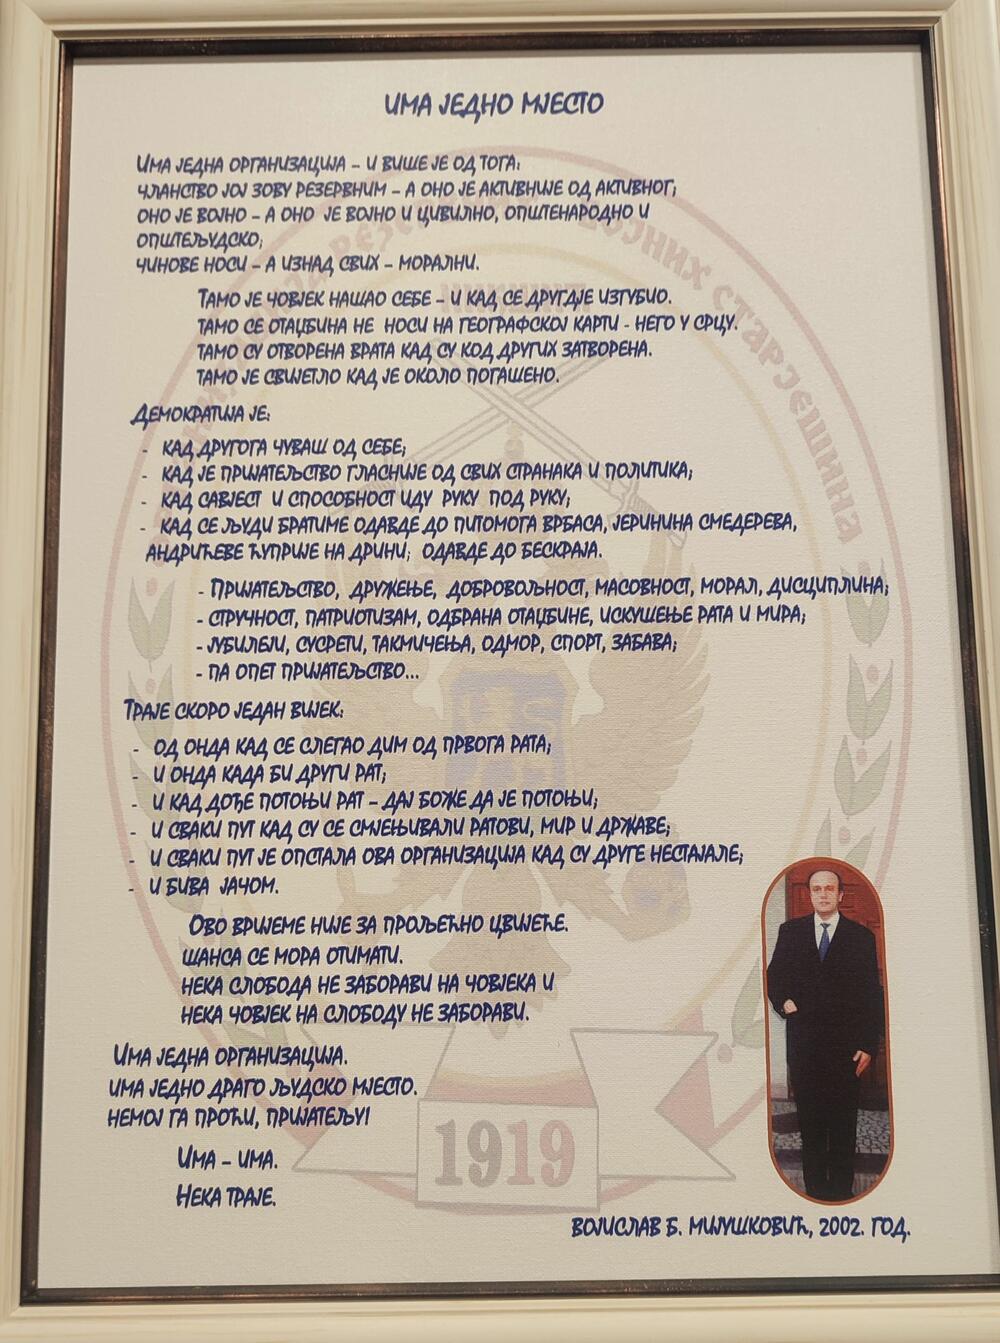 ИМА ЈЕДНО МЈЕСТО
ИМА ЈЕДНА ОРГАНИЗАЦИЈА – И ВИШЕ ЈЕ ОД ТОГА:
ЧЛАНСТВО ЈОЈ ЗОВУ РЕЗЕРВНИМ – А ОНО ЈЕ АКТИВНИЈЕ ОД АКТИВНОГ;
ОНО ЈЕ ВОЈНО – А ОНО ЈЕ ВОЈНО И ЦИВИЛНО, ОПШТЕНАРОДНО И
ОПШТЕЉУДСКО;
ЧИНОВЕ НОСИ – А ИЗНАД СВИХ – МОРАЛНИ.
ТАМО ЈЕ ЧОВЈЕК НАШАО СЕБЕ – И КАД СЕ ДРУГДЈЕ ИЗГУБИО.
ТАМО СЕ ОТАЏБИНА НЕ НОСИ НА ГЕОГРАФСКОЈ КАРТИ - НЕГО У СРЦУ.
ТАМО СУ ОТВОРЕНА ВРАТА КАД СУ КОД ДРУГИХ ЗАТВОРЕНА.
ТАМО ЈЕ СВИЈЕТЛО КАД ЈЕ ОКОЛО ПОГАШЕНО.
ДЕМОКРАТИЈА ЈЕ:
- КАД ДРУГОГА ЧУВАШ ОД СЕБЕ;
- КАД ЈЕ ПРИЈАТЕЉСТВО ГЛАСНИЈЕ ОД СВИХ СТРАНАКА И ПОЛИТИКА;
- КАД САВЈЕСТ И СПОСОБНОСТ ИДУ РУКУ ПОД РУКУ;
- КАД СЕ ЉУДИ БРАТИМЕ ОДАВДЕ ДО ПИТОМОГА ВРБАСА, ЈЕРИНИНА СМЕДЕРЕВА,
АНДРИЋЕВЕ ЋУПРИЈЕ НА ДРИНИ; ОДАВДЕ ДО БЕСКРАЈА.
- ПРИЈАТЕЉСТВО, ДРУЖЕЊЕ, ДОБРОВОЉНОСТ, МАСОВНОСТ, МОРАЛ, ДИСЦИПЛИНА;
- СТРУЧНОСТ, ПАТРИОТИЗАМ, ОДБРАНА ОТАЏБИНЕ, ИСКУШЕЊЕ РАТА И МИРА;
- ЈУБИЛЕЈИ, СУСРЕТИ, ТАКМИЧЕЊА, ОДМОР, СПОРТ, ЗАБАВА;
- ПА ОПЕТ ПРИЈАТЕЉСТВО...
ТРАЈЕ СКОРО ЈЕДАН ВИЈЕК:
- ОД ОНДА КАД СЕ СЛЕГАО ДИМ ОД ПРВОГА РАТА;
- И ОНДА КАДА БИ ДРУГИ РАТ;
- И КАД ДОЂЕ ПОТОЊИ РАТ – ДАЈ БОЖЕ ДА ЈЕ ПОТОЊИ;
- И СВАКИ ПУТ КАД СУ СЕ СМЈЕЊИВАЛИ РАТОВИ, МИР И ДРЖАВЕ;
- И СВАКИ ПУТ ЈЕ ОПСТАЛА ОВА ОРГАНИЗАЦИЈА КАД СУ ДРУГЕ НЕСТАЈАЛЕ;
- И БИВА ЈАЧОМ.
ОВО ВРИЈЕМЕ НИЈЕ ЗА ПРОЉЕЋНО ЦВИЈЕЋЕ.
ШАНСА СЕ МОРА ОТИМАТИ.
НЕКА СЛОБОДА НЕ ЗАБОРАВИ НА ЧОВЈЕКА И
НЕКА ЧОВЈЕК НА СЛОБОДУ НЕ ЗАБОРАВИ.
ИМА ЈЕДНА ОРГАНИЗАЦИЈА.
ИМА ЈЕДНО ДРАГО ЉУДСКО МЈЕСТО.
НЕМОЈ ГА ПРОЋИ, ПРИЈАТЕЉУ!
ИМА – ИМА.
НЕКА ТРАЈЕ.
1919
ВОЈИСЛАВ Б. МИЈУШКОВИЋ, 2002. ГОД.
РЕЗЕРВНИХ ВОЈНИХ СТАРЈЕШИНА